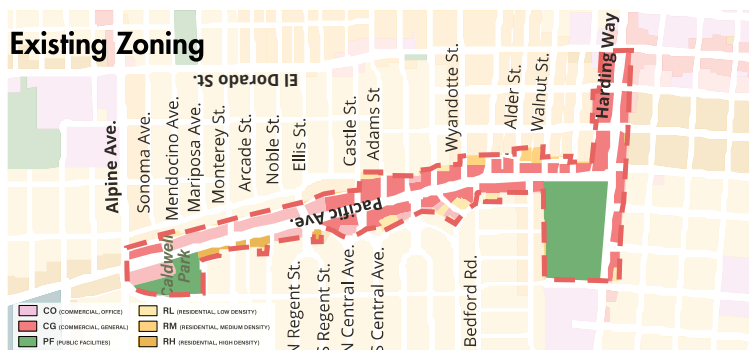 Existing Zoning
El Dorado St.
Harding Way
Alpine Ave.
Sonoma Ave.
Mendocino Ave.
Mariposa Ave.
Monterey St.
Arcade St.
Noble St.
Ellis St.
Castle St.
Adams St
Wyandotte St.
Alder St.
Walnut St.
Pacific Ave.
Caldwell
Park
N Regent St.
S Regent St.
N Central Ave.
S Central Ave.
Bedford Rd.
CO (COMMERCIAL, OFFICE)
CG (COMMERCIAL, GENERAL)
PF (PUBLIC FACILITIES)
RL (RESIDENTIAL, LOW DENSITY)
RM (RESIDENTIAL, MEDIUM DENSITY)
RH (RESIDENTIAL, HIGH DENSITY)